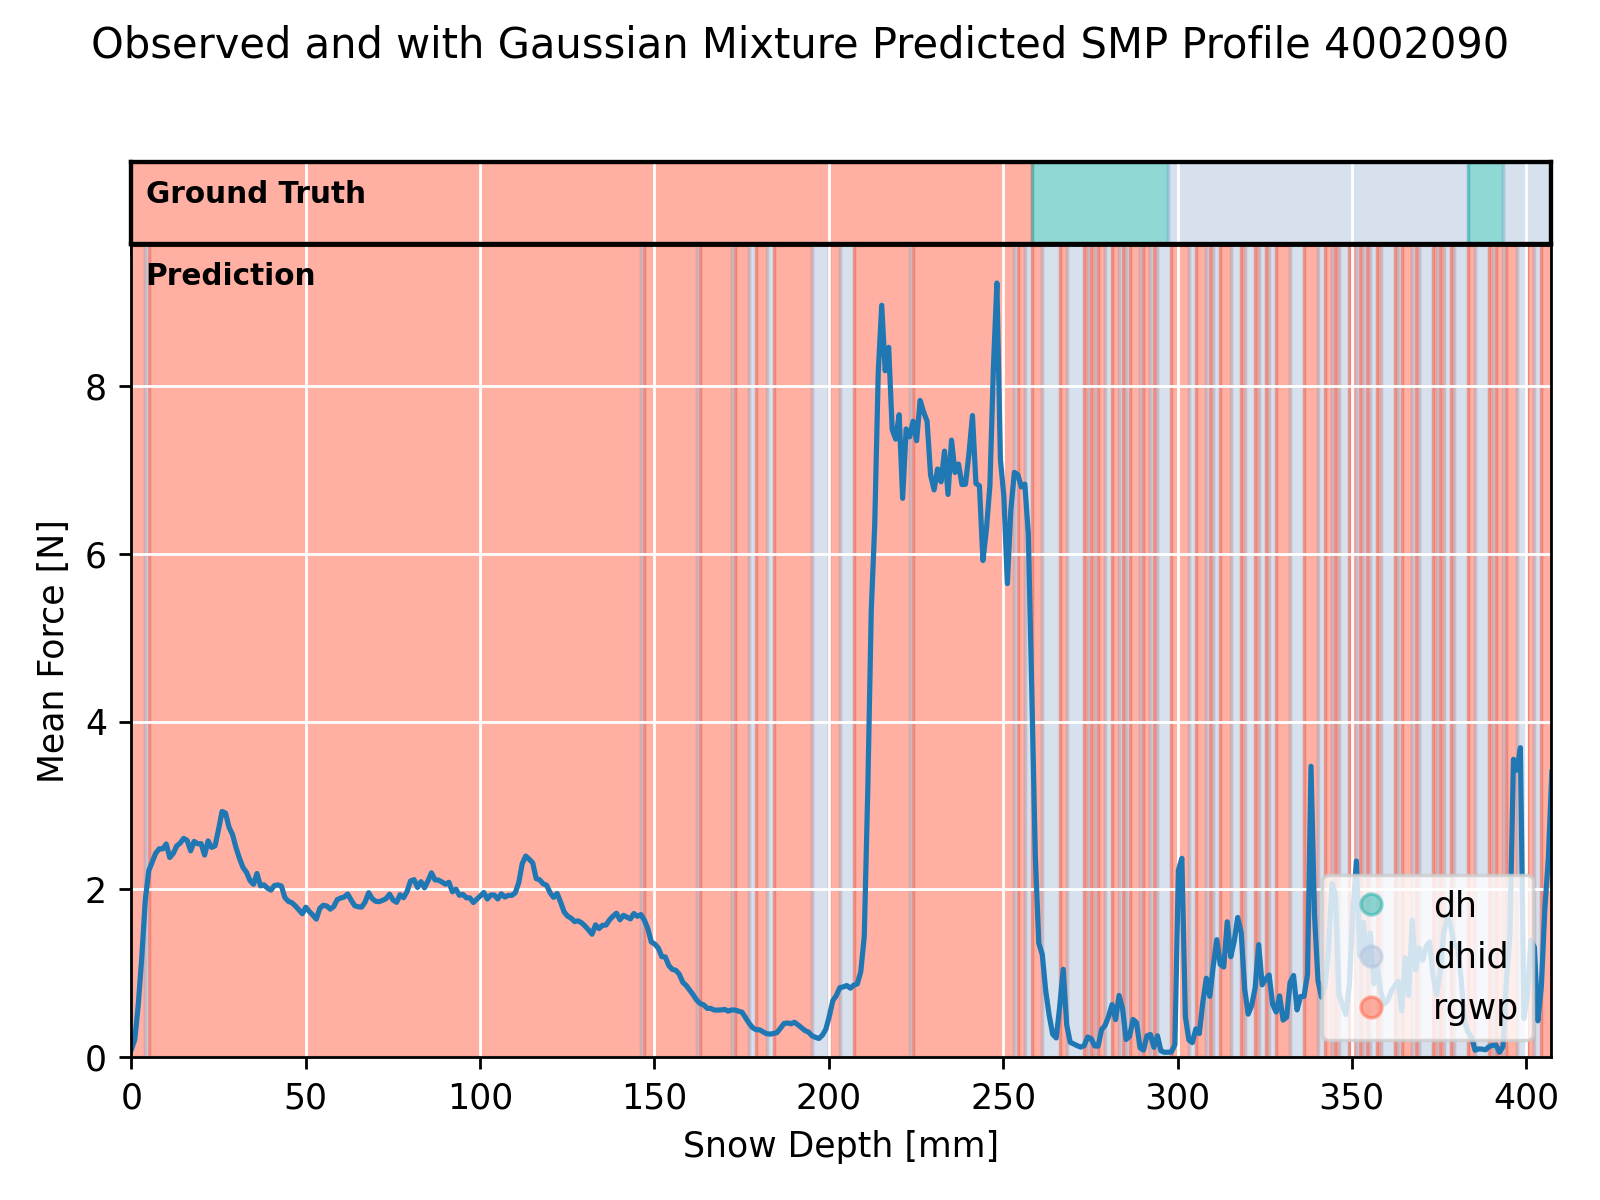 Observed and with Gaussian Mixture Predicted SMP Profile 4002090
Ground Truth
Prediction
8
6
4
2
0
Mean Force [N]
dh
dhid
rgwp
0 50 100 150 200 250 300 350 400
Snow Depth [mm]